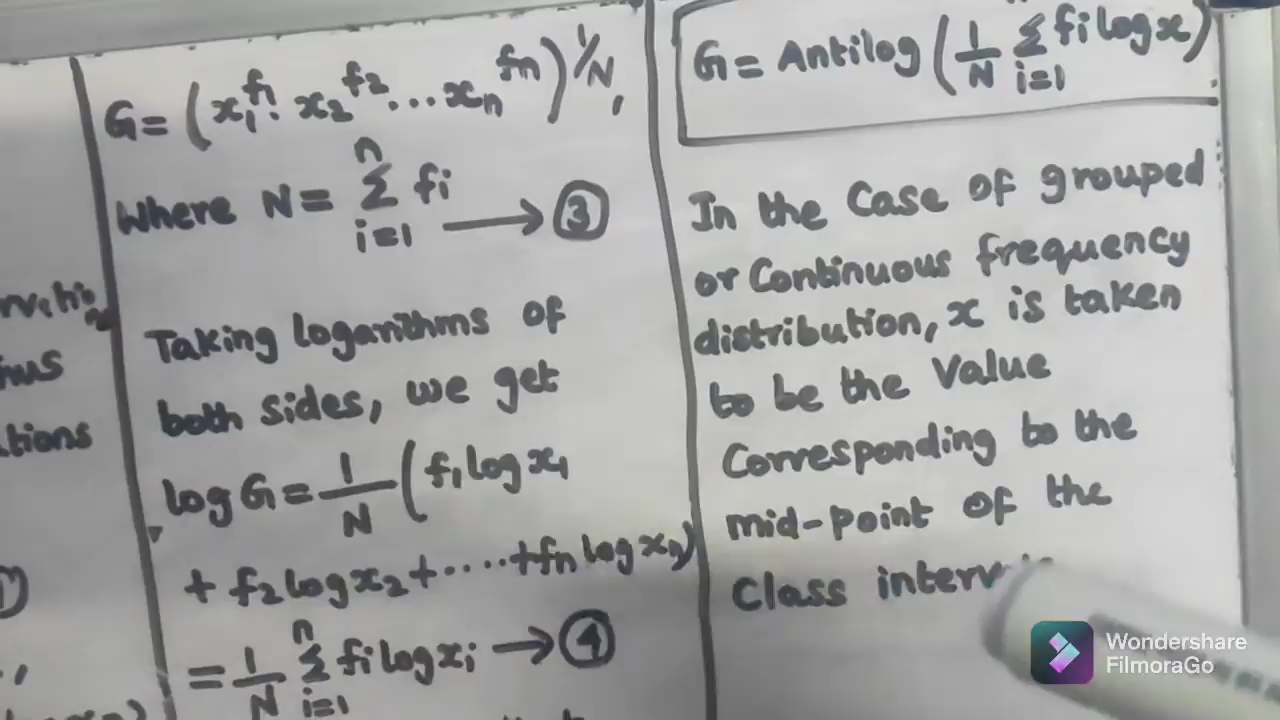 ations
G = (x₁^f₁. x₂^f₂... xₙ^fn)^1/N,
Where N = n Σ i=1 fi → ③
Taking logarithms of
both sides, we get
log G = 1/N (f₁ log x₁
+ f₂ log x₂ + .... + fn log xn)
= 1/N n Σ i=1 fi log xi → ④
G = Antilog (1/N Σ i=1 fi log x)
In the Case of grouped
or Continuous frequency
distribution, x is taken
to be the Value
Corresponding to the
mid-point of the
Class
Wondershare
FilmoraGo